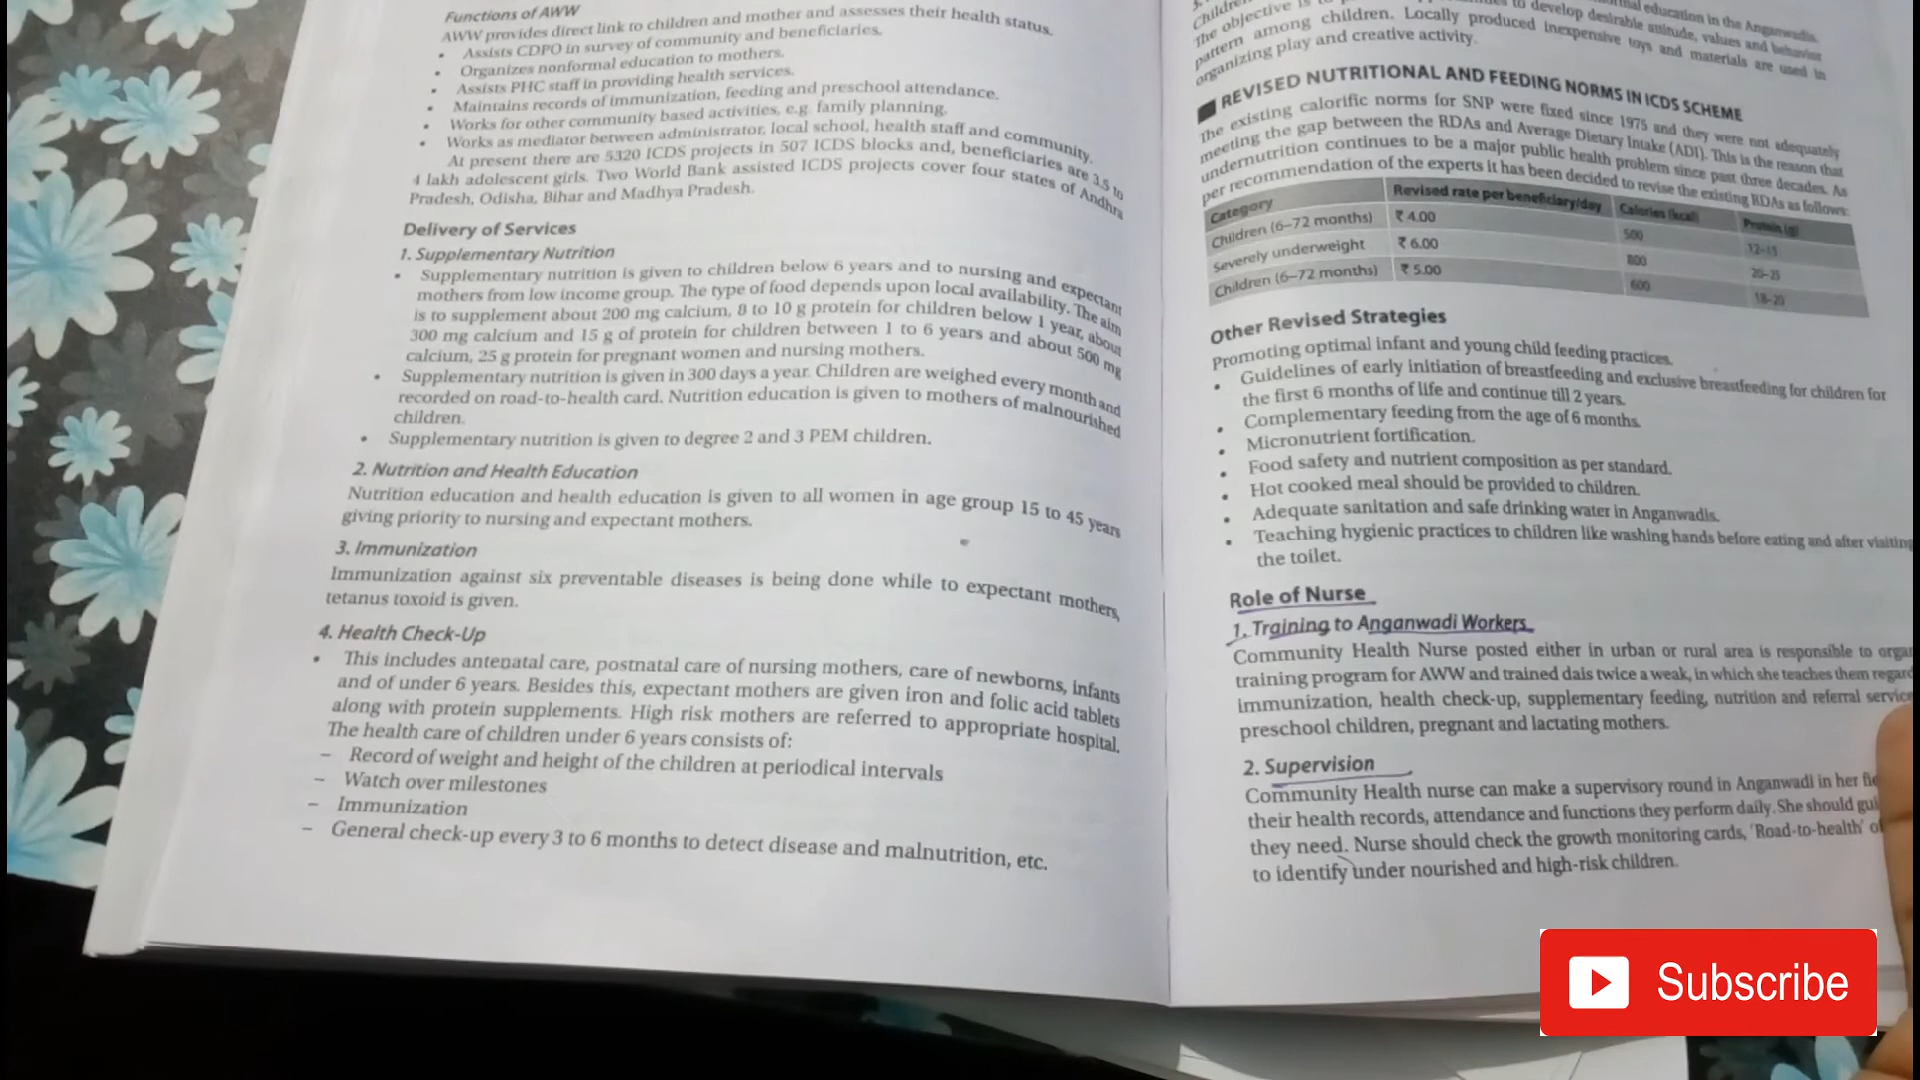 Functions of AWW
AWW provides direct link to children and mother and assesses their health status.
• Assists CDPO in survey of community and beneficiaries.
• Organizes nonformal education to mothers.
• Assists PHC staff in providing health services.
• Maintains records of immunization, feeding and preschool attendance.
• Works for other community based activities, e.g. family planning.
• Works as mediator between administrator, local school, health staff and community.
At present there are 5320 ICDS projects in 507 ICDS blocks and, beneficiaries are 3.5 to
4 lakh adolescent girls. Two World Bank assisted ICDS projects cover four states of Andhra
Pradesh, Odisha, Bihar and Madhya Pradesh.
Delivery of Services
1. Supplementary Nutrition
• Supplementary nutrition is given to children below 6 years and to nursing and expectant
mothers from low income group. The type of food depends upon local availability. The aim
is to supplement about 200 mg calcium, 8 to 10 g protein for children below 1 year, about
300 mg calcium and 15 g of protein for children between 1 to 6 years and about 500 mg
calcium, 25 g protein for pregnant women and nursing mothers.
• Supplementary nutrition is given in 300 days a year. Children are weighed every month and
recorded on road-to-health card. Nutrition education is given to mothers of malnourished
children.
• Supplementary nutrition is given to degree 2 and 3 PEM children.
2. Nutrition and Health Education
Nutrition education and health education is given to all women in age group 15 to 45 years
giving priority to nursing and expectant mothers.
3. Immunization
Immunization against six preventable diseases is being done while to expectant mothers,
tetanus toxoid is given.
4. Health Check-Up
• This includes antenatal care, postnatal care of nursing mothers, care of newborns, infants
and of under 6 years. Besides this, expectant mothers are given iron and folic acid tablets
along with protein supplements. High risk mothers are referred to appropriate hospital.
The health care of children under 6 years consists of:
– Record of weight and height of the children at periodical intervals
– Watch over milestones
– Immunization
– General check-up every 3 to 6 months to detect disease and malnutrition, etc.
education in the Anganwadis.
The objective is to develop desirable attitude, values and behavior
pattern among children. Locally produced inexpensive toys and materials are used in
organizing play and creative activity.
REVISED NUTRITIONAL AND FEEDING NORMS IN ICDS SCHEME
The existing calorific norms for SNP were fixed since 1975 and they were not adequately
meeting the gap between the RDAs and Average Dietary Intake (ADI). This is the reason that
undernutrition continues to be a major public health problem since past three decades. As
per recommendation of the experts it has been decided to revise the existing RDAs as follows:
Category Revised rate per beneficiary/day Calories (kcal) Protein (g)
Children (6–72 months) ₹ 4.00 500 12–15
Severely underweight ₹ 6.00 800 20–25
Children (6–72 months) ₹ 5.00 600 18–20
Other Revised Strategies
Promoting optimal infant and young child feeding practices.
• Guidelines of early initiation of breastfeeding and exclusive breastfeeding for children for
the first 6 months of life and continue till 2 years.
• Complementary feeding from the age of 6 months.
• Micronutrient fortification.
• Food safety and nutrient composition as per standard.
• Hot cooked meal should be provided to children.
• Adequate sanitation and safe drinking water in Anganwadis.
• Teaching hygienic practices to children like washing hands before eating and after visiting
the toilet.
Role of Nurse
1. Training to Anganwadi Workers
Community Health Nurse posted either in urban or rural area is responsible to
training program for AWW and trained dais twice a weak, in which she teaches them
immunization, health check-up, supplementary feeding, nutrition and referral
preschool children, pregnant and lactating mothers.
2. Supervision
Community Health nurse can make a supervisory round in Anganwadi in her
their health records, attendance and functions they perform daily. She should
they need. Nurse should check the growth monitoring cards, ‘Road-to-health’
to identify under nourished and high-risk children.
Subscribe